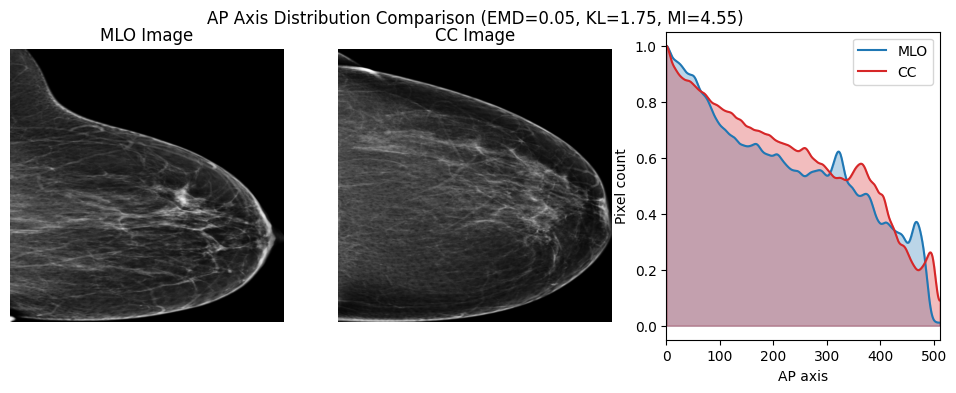 AP Axis Distribution Comparison (EMD=0.05, KL=1.75, MI=4.55)
MLO Image
CC Image
MLO
CC
1.0
0.8
0.6
0.4
0.2
0.0
Pixel count
0 100 200 300 400 500
AP axis